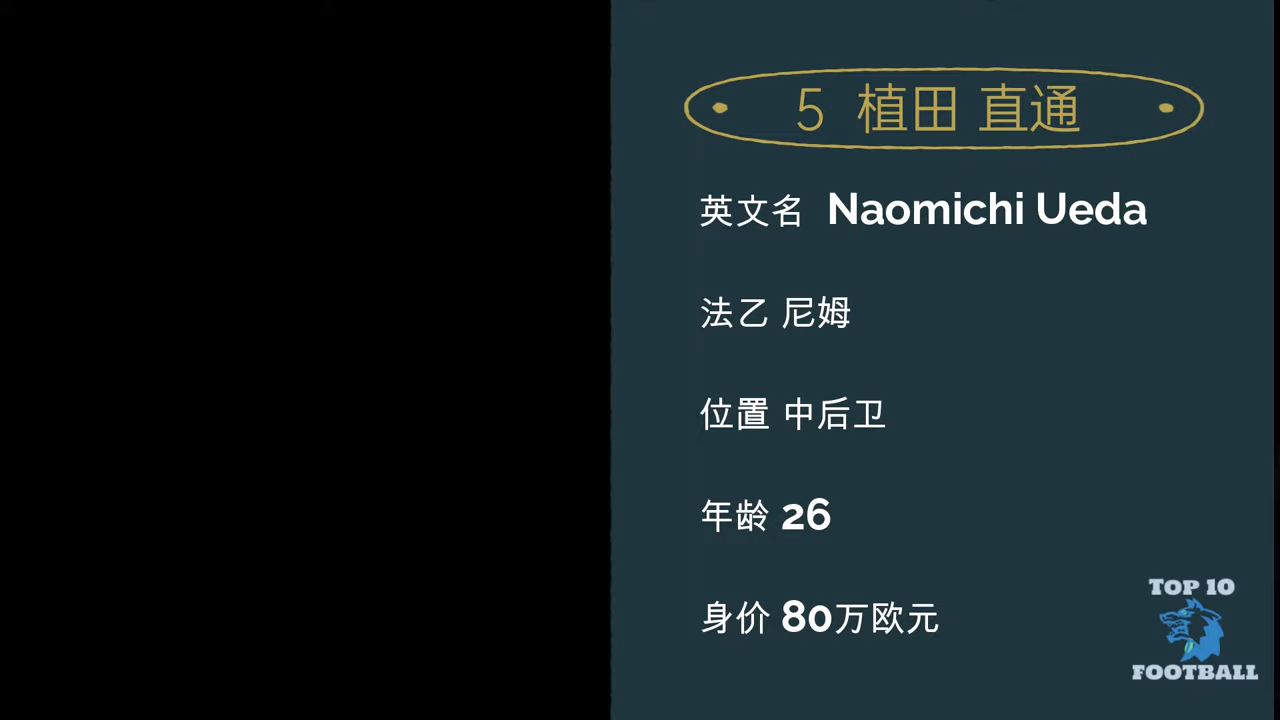 5 植田 直通
英文名 Naomichi Ueda
法乙 尼姆
位置 中后卫
年龄 26
身价 80万欧元
TOP 10
FOOTBALL